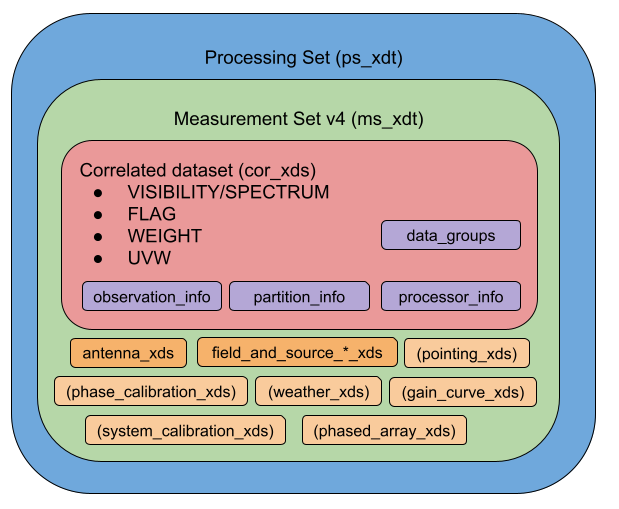 Processing Set (ps_xdt)
Measurement Set v4 (ms_xdt)
Correlated dataset (cor_xds)
● VISIBILITY/SPECTRUM
● FLAG
● WEIGHT
● UVW
data_groups
observation_info
partition_info
processor_info
antenna_xds
field_and_source_*_xds
(pointing_xds)
(phase_calibration_xds)
(weather_xds)
(gain_curve_xds)
(system_calibration_xds)
(phased_array_xds)